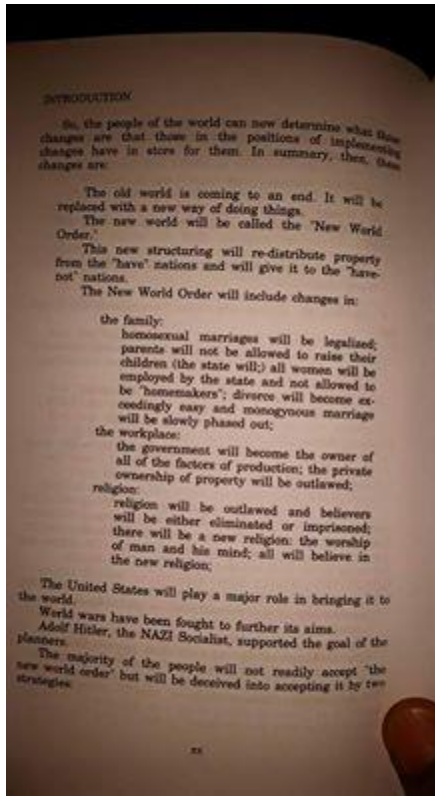 INTRODUCTION
So, the people of the world can now determine what those
changes are that those in the positions of implementing
changes have in store for them. In summary, then, these
changes are:
The old world is coming to an end. It will be
replaced with a new way of doing things.
The new world will be called the "New World
Order."
This new structuring will re-distribute property
from the "have" nations and will give it to the "have-
not" nations.
The New World Order will include changes in:
the family:
homosexual marriages will be legalized;
parents will not be allowed to raise their
children (the state will;) all women will be
employed by the state and not allowed to
be "homemakers"; divorce will become ex-
ceedingly easy and monogynous marriage
will be slowly phased out;
the workplace:
the government will become the owner of
all of the factors of production; the private
ownership of property will be outlawed;
religion:
religion will be outlawed and believers
will be either eliminated or imprisoned;
there will be a new religion: the worship
of man and his mind; all will believe in
the new religion;
The United States will play a major role in bringing it to
the world.
World wars have been fought to further its aims.
Adolf Hitler, the NAZI Socialist, supported the goal of the
planners.
The majority of the people will not readily accept "the
new world order" but will be deceived into accepting it by two
strategies: